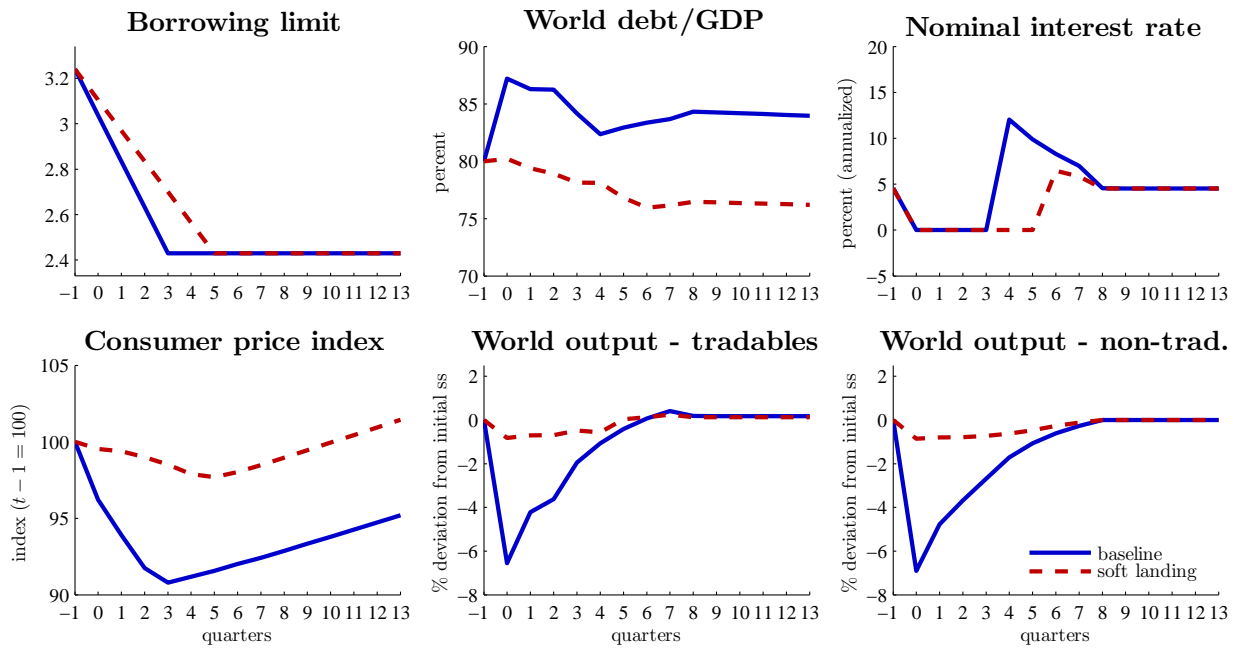 Borrowing limit
World debt/GDP
Nominal interest rate
3.2
3
2.8
2.6
2.4
−1 0 1 2 3 4 5 6 7 8 9 10 11 12 13
percent
90
85
80
75
70
−1 0 1 2 3 4 5 6 7 8 9 10 11 12 13
percent (annualized)
20
15
10
5
0
−5
−1 0 1 2 3 4 5 6 7 8 9 10 11 12 13
Consumer price index
World output - tradables
World output - non-trad.
index (t − 1 = 100)
105
100
95
90
−1 0 1 2 3 4 5 6 7 8 9 10 11 12 13
quarters
% deviation from initial ss
2
0
−2
−4
−6
−8
−1 0 1 2 3 4 5 6 7 8 9 10 11 12 13
quarters
% deviation from initial ss
2
0
−2
−4
−6
−8
baseline
soft landing
−1 0 1 2 3 4 5 6 7 8 9 10 11 12 13
quarters